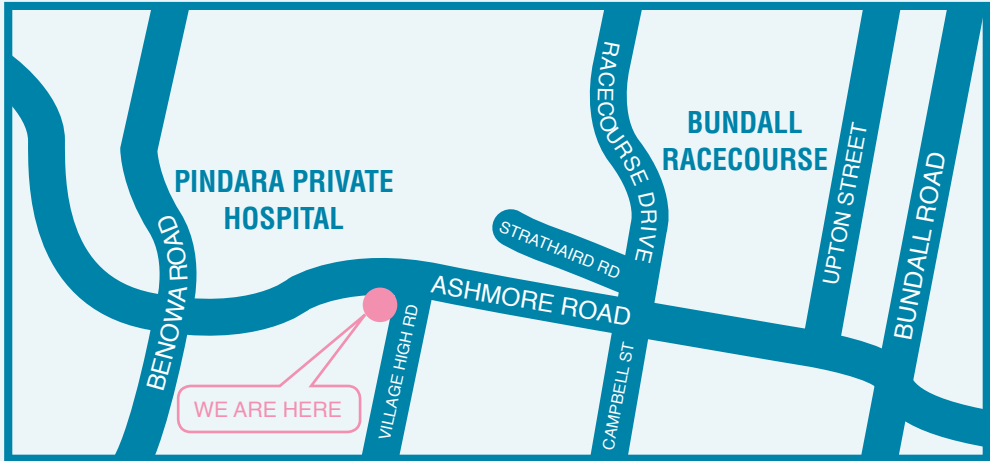 RACECOURSE DRIVE
BUNDALL
RACECOURSE
PINDARA PRIVATE
HOSPITAL
UPTON STREET
BUNDALL ROAD
STRATHAIRD RD
BENOWA ROAD
ASHMORE ROAD
VILLAGE HIGH RD
CAMPBELL ST
WE ARE HERE